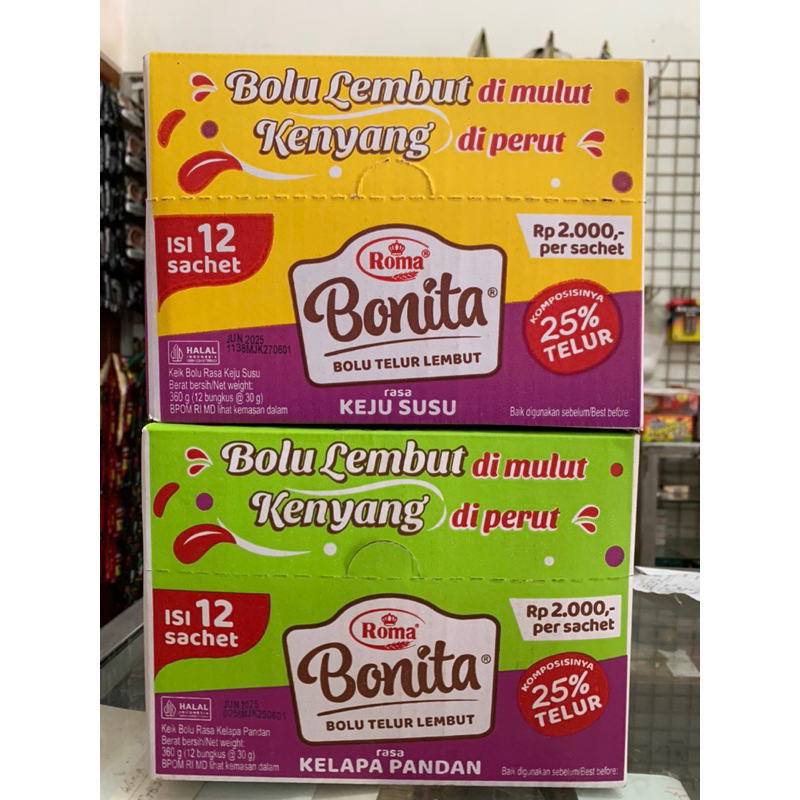 Bolu Lembut di mulut
Kenyang di perut
ISI 12
sachet
Rp 2.000,-
per sachet
Roma®
Bonita®
BOLU TELUR LEMBUT
KOMPOSISINYA
25%
TELUR
HALAL
INDONESIA
JUN 2025
Keik Bolu Rasa Keju Susu
Berat bersih/Net weight:
360 g (12 bungkus @ 30 g)
BPOM RI MD lihat kemasan dalam
rasa
KEJU SUSU
Baik digunakan sebelum/Best before:
Bolu Lembut di mulut
Kenyang di perut
ISI 12
sachet
Rp 2.000,-
per sachet
Roma®
Bonita®
BOLU TELUR LEMBUT
KOMPOSISINYA
25%
TELUR
HALAL
INDONESIA
JUN 2025
Keik Bolu Rasa Kelapa Pandan
Berat bersih/Net weight:
360 g (12 bungkus @ 30 g)
BPOM RI MD lihat kemasan dalam
rasa
KELAPA PANDAN
Baik digunakan sebelum/Best before: